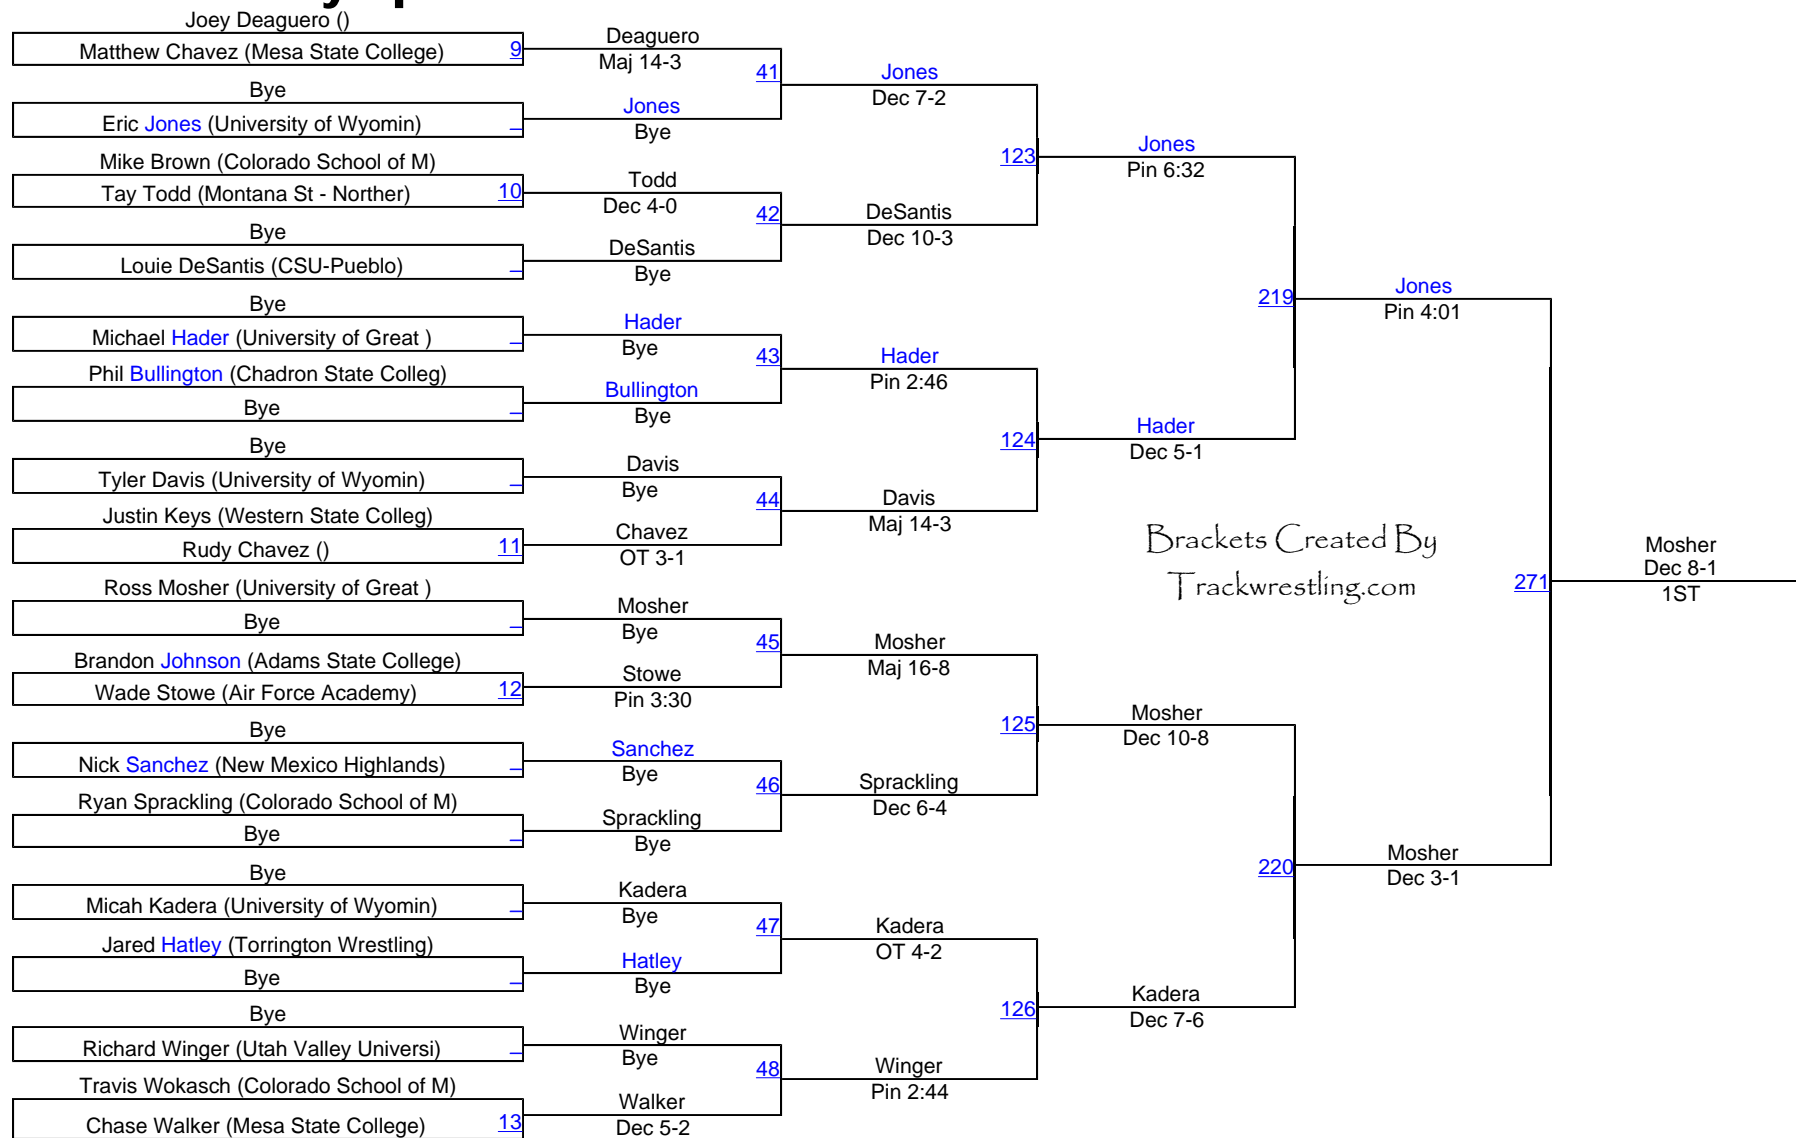 Joey Deaguero ()
Matthew Chavez (Mesa State College) 9
Bye
Eric Jones (University of Wyomin)
Mike Brown (Colorado School of M)
Tay Todd (Montana St - Norther) 10
Bye
Louie DeSantis (CSU-Pueblo)
Bye
Michael Hader (University of Great )
Phil Bullington (Chadron State Colleg)
Bye
Bye
Tyler Davis (University of Wyomin)
Justin Keys (Western State Colleg)
Rudy Chavez () 11
Ross Mosher (University of Great )
Bye
Brandon Johnson (Adams State College)
Wade Stowe (Air Force Academy) 12
Bye
Nick Sanchez (New Mexico Highlands)
Ryan Sprackling (Colorado School of M)
Bye
Bye
Micah Kadera (University of Wyomin)
Jared Hatley (Torrington Wrestling)
Bye
Bye
Richard Winger (Utah Valley Universi)
Travis Wokasch (Colorado School of M)
Chase Walker (Mesa State College) 13
Deaguero
Maj 14-3
41
Jones
Bye
Todd
Dec 4-0
42
DeSantis
Bye
Hader
Bye
43
Bullington
Bye
Davis
Bye
44
Chavez
OT 3-1
Mosher
Bye
45
Stowe
Pin 3:30
Sanchez
Bye
46
Sprackling
Bye
Kadera
Bye
47
Hatley
Bye
Winger
Bye
48
Walker
Dec 5-2
Jones
Dec 7-2
123
DeSantis
Dec 10-3
Hader
Pin 2:46
124
Davis
Maj 14-3
Mosher
Maj 16-8
125
Sprackling
Dec 6-4
Kadera
OT 4-2
126
Winger
Pin 2:44
Jones
Pin 6:32
219
Hader
Dec 5-1
Brackets Created By
Trackwrestling.com
Mosher
Dec 10-8
220
Kadera
Dec 7-6
Jones
Pin 4:01
271
Mosher
Dec 3-1
Mosher
Dec 8-1
1ST